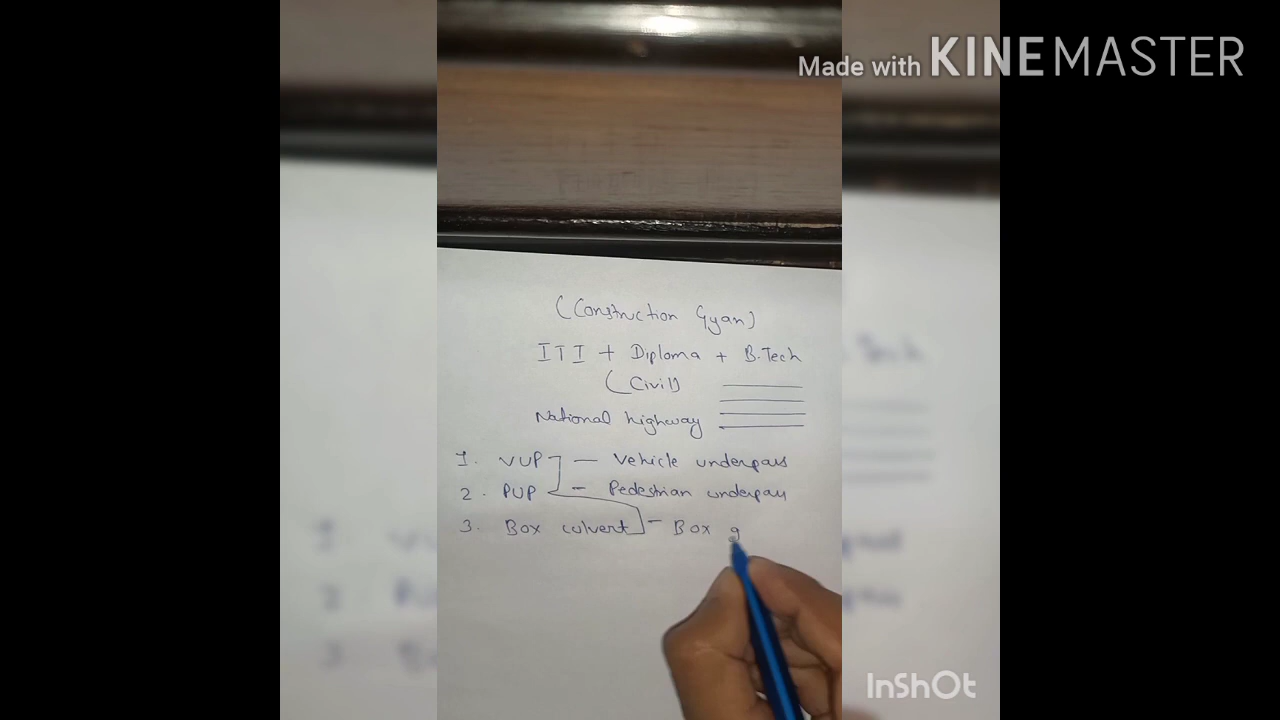 Made with KINEMASTER
(Construction Gyan)
ITI + Diploma + B.Tech
(Civil)
National highway
1. VUP — Vehicle underpass
2. PUP - Pedestrian underpass
3. Box culvert - Box g
InShOt